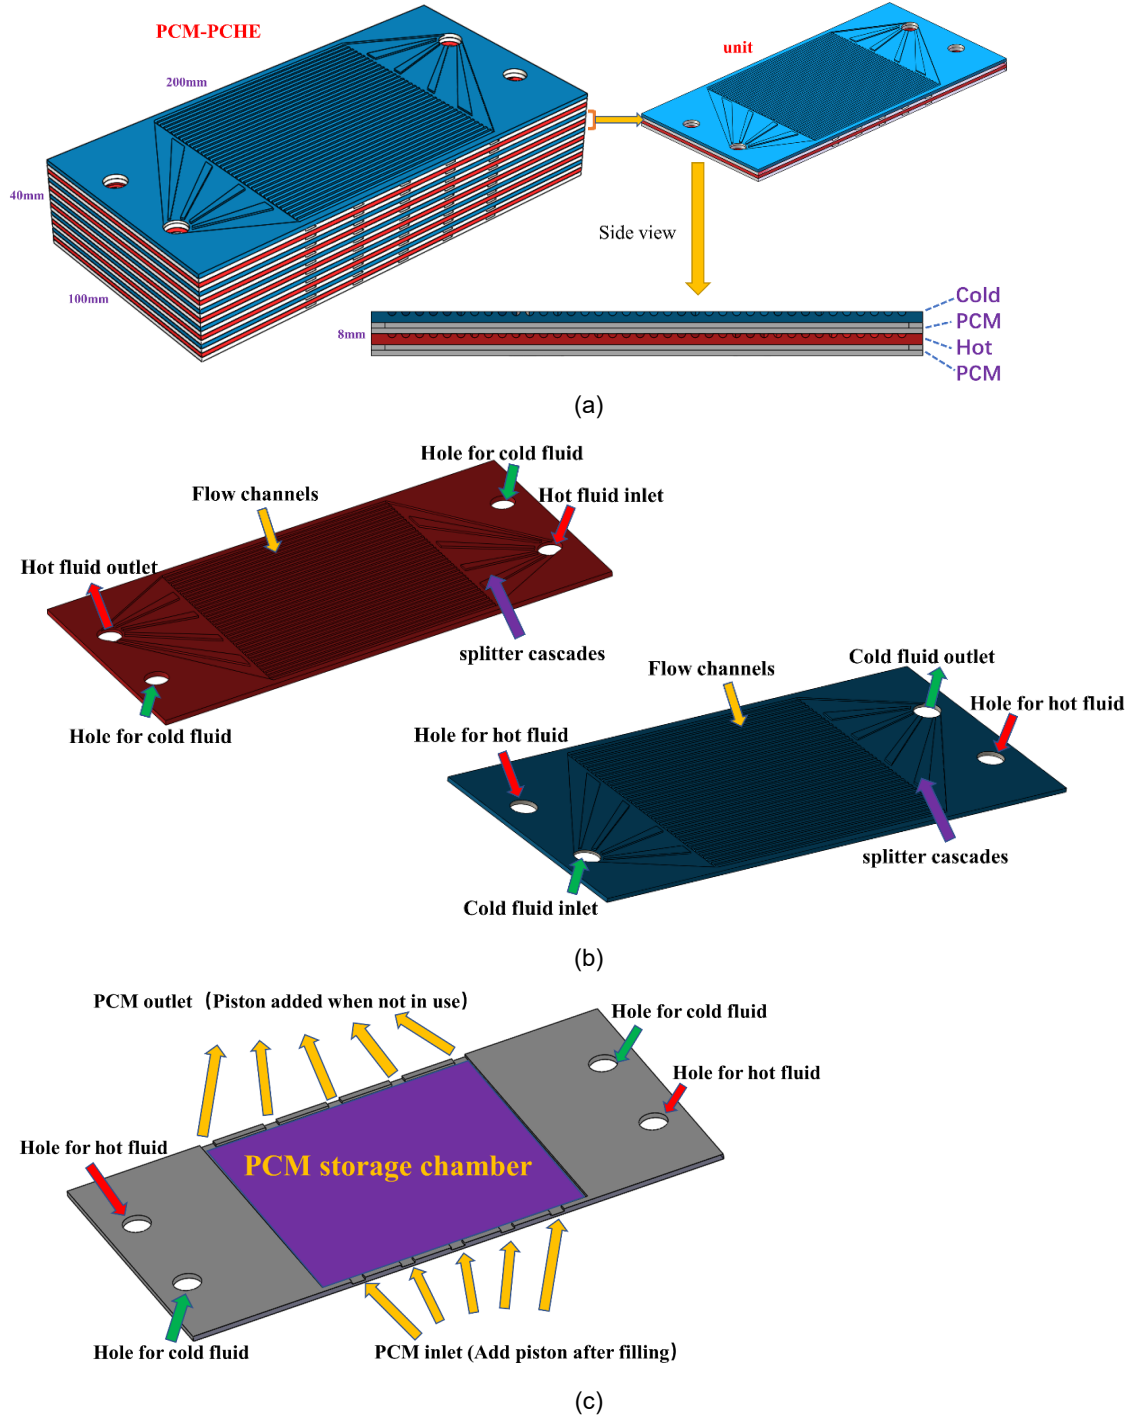 PCM-PCHE
200mm
40mm
100mm
unit
Side view
8mm
Cold
PCM
Hot
PCM
(a)
Hole for cold fluid
Flow channels
Hot fluid inlet
Hot fluid outlet
splitter cascades
Hole for cold fluid
Flow channels
Cold fluid outlet
Hole for hot fluid
Hole for hot fluid
splitter cascades
Cold fluid inlet
(b)
PCM outlet（Piston added when not in use）
Hole for cold fluid
Hole for hot fluid
Hole for hot fluid
PCM storage chamber
Hole for cold fluid
PCM inlet (Add piston after filling）
(c)